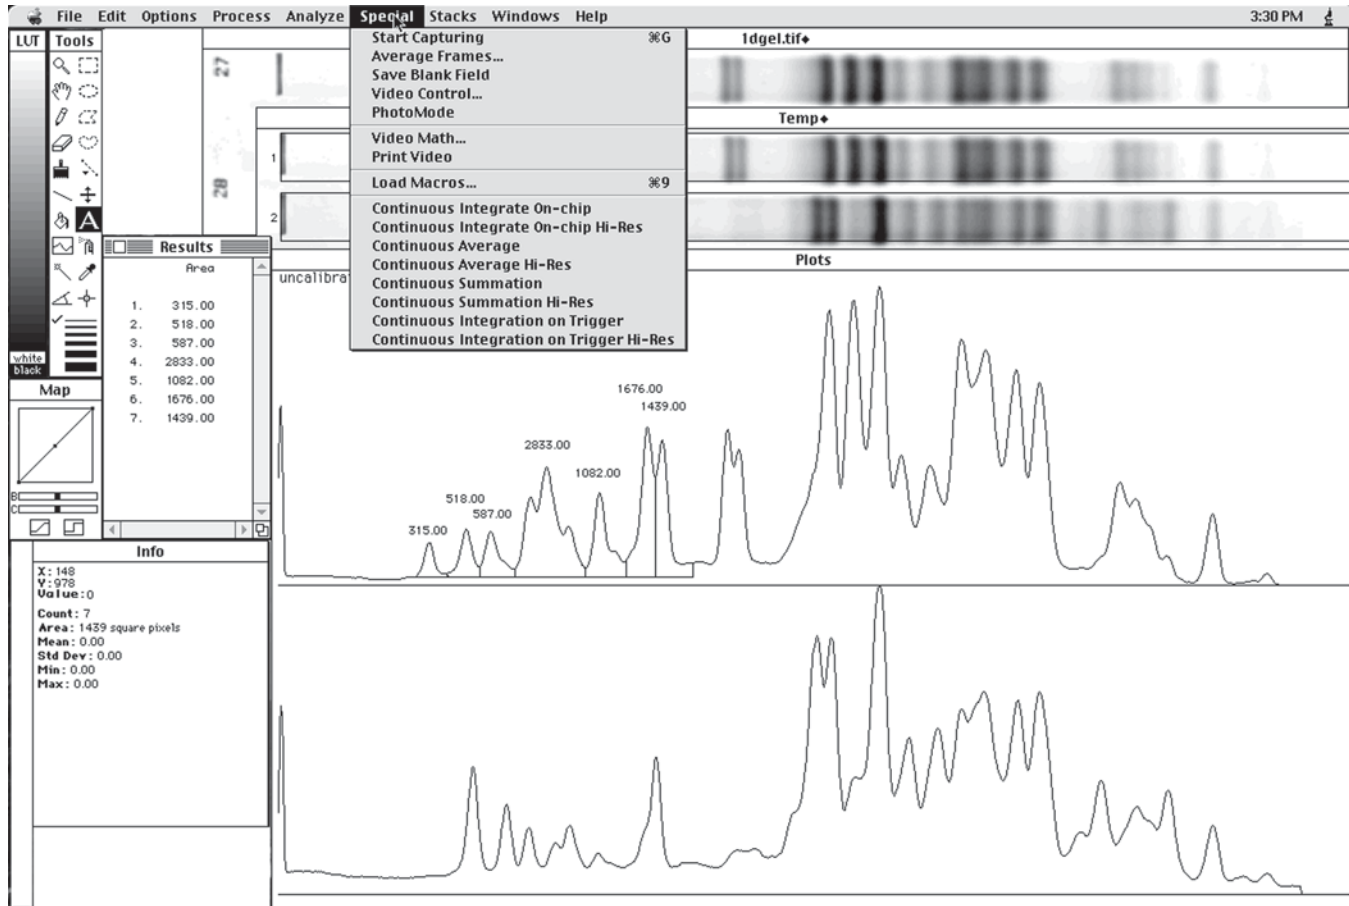 File Edit Options Process Analyze Special Stacks Windows Help 3:30 PM
LUT Tools
1dgel.tif♦
27
28
Start Capturing ⌘G
Average Frames...
Save Blank Field
Video Control...
PhotoMode
Video Math...
Print Video
Load Macros... ⌘9
Continuous Integrate On-chip
Continuous Integrate On-chip Hi-Res
Continuous Average
Continuous Average Hi-Res
Continuous Summation
Continuous Summation Hi-Res
Continuous Integration on Trigger
Continuous Integration on Trigger Hi-Res
Temp♦
1
2
A
white
black
Results
Area
1. 315.00
2. 518.00
3. 587.00
4. 2833.00
5. 1082.00
6. 1676.00
7. 1439.00
Map
B
C
Info
X: 148
Y: 978
Value: 0
Count: 7
Area: 1439 square pixels
Mean: 0.00
Std Dev: 0.00
Min: 0.00
Max: 0.00
Plots
1676.00
1439.00
2833.00
1082.00
518.00
587.00
315.00